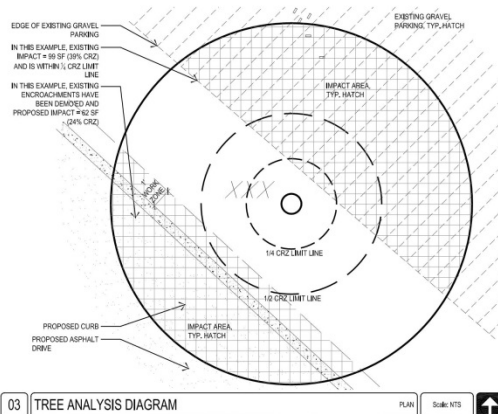 EDGE OF EXISTING GRAVEL
PARKING
IN THIS EXAMPLE, EXISTING
IMPACT = 99 SF (39% CRZ)
AND IS WITHIN ½ CRZ LIMIT
LINE
IN THIS EXAMPLE, EXISTING
ENCROACHMENTS HAVE
BEEN DEMOED AND
PROPOSED IMPACT = 62 SF
(24% CRZ)
EXISTING GRAVEL
PARKING, TYP. HATCH
IMPACT AREA,
TYP. HATCH
WORK
ZONE
XXX
1/4 CRZ LIMIT LINE
1/2 CRZ LIMIT LINE
IMPACT AREA,
TYP. HATCH
PROPOSED CURB
PROPOSED ASPHALT
DRIVE
03 TREE ANALYSIS DIAGRAM PLAN Scale: NTS